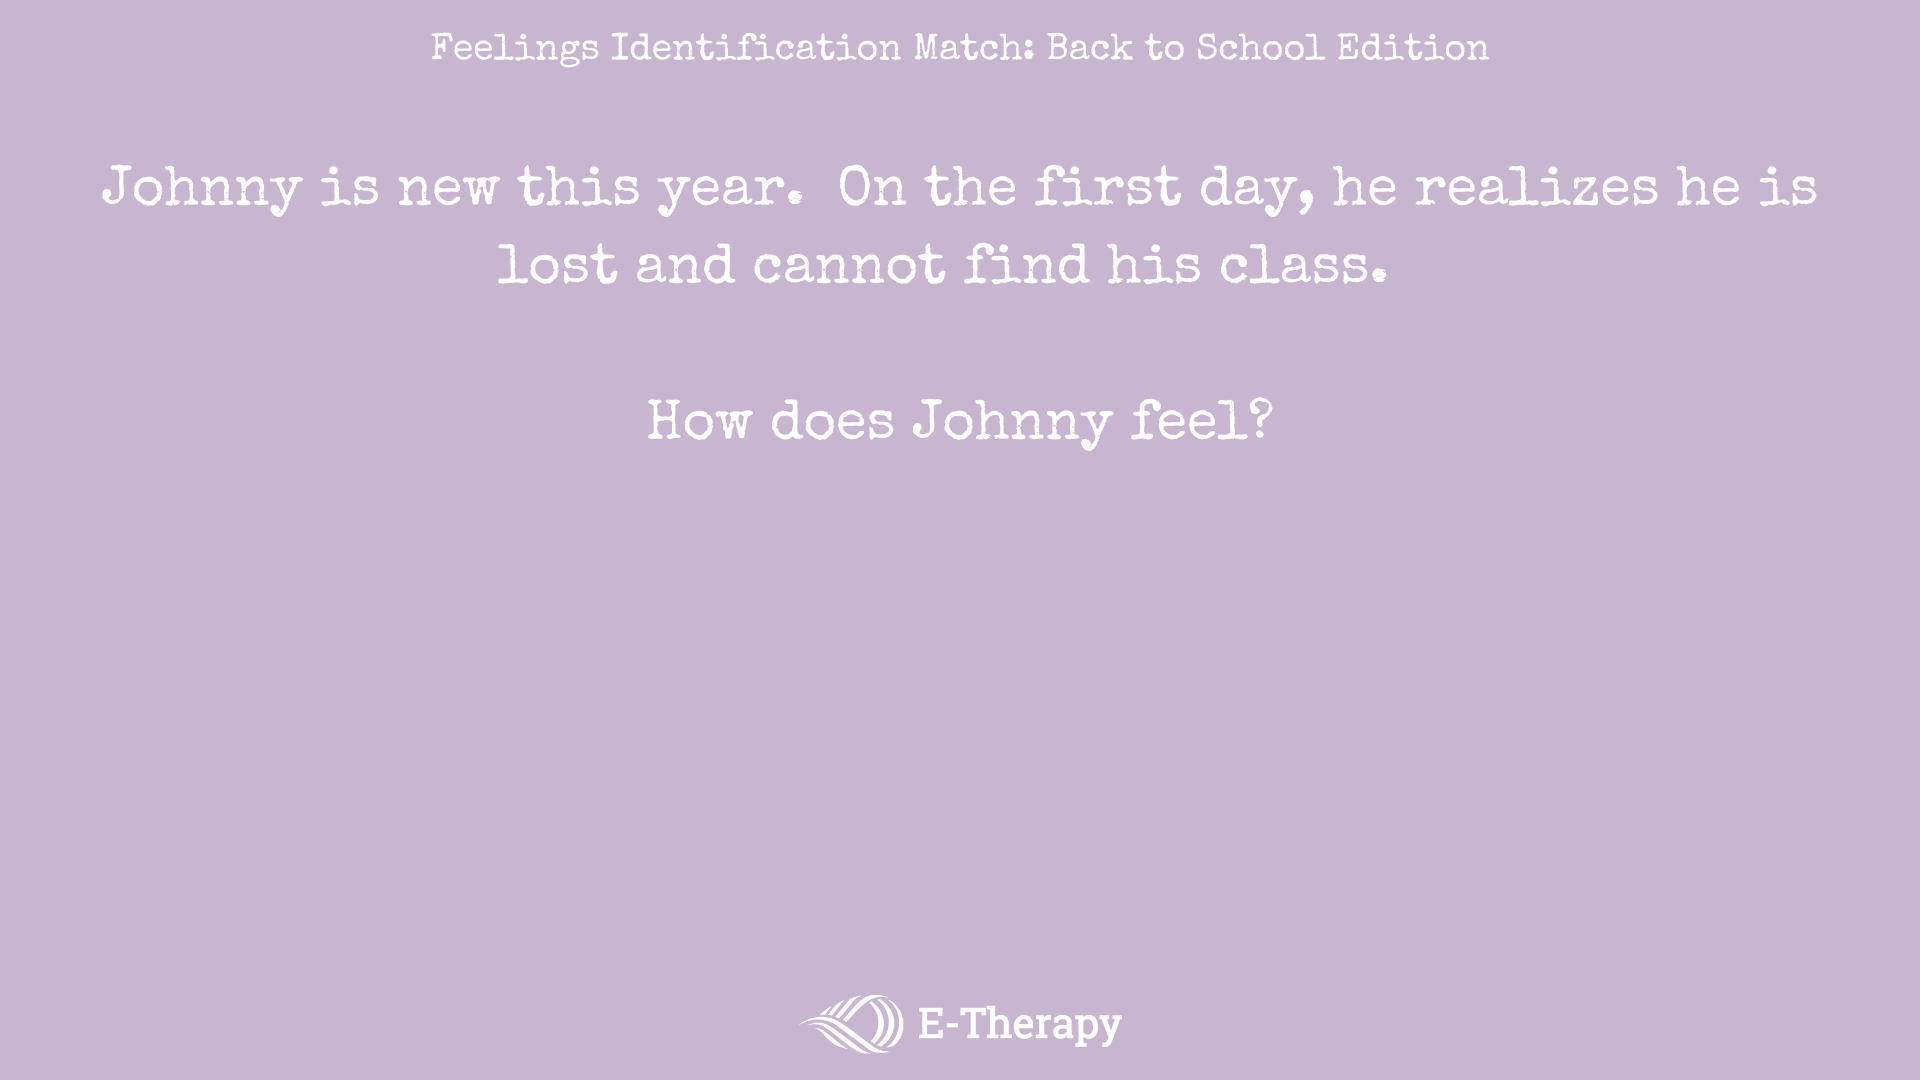 Feelings Identification Match: Back to School Edition
Johnny is new this year.  On the first day, he realizes he is
lost and cannot find his class.
How does Johnny feel?
E-Therapy